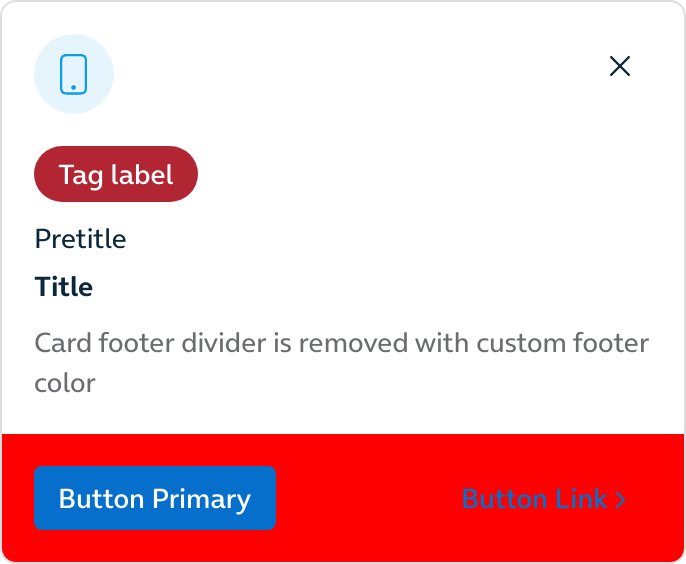 Tag label
Pretitle
Title
Card footer divider is removed with custom footer
color
Button Primary
Button Link